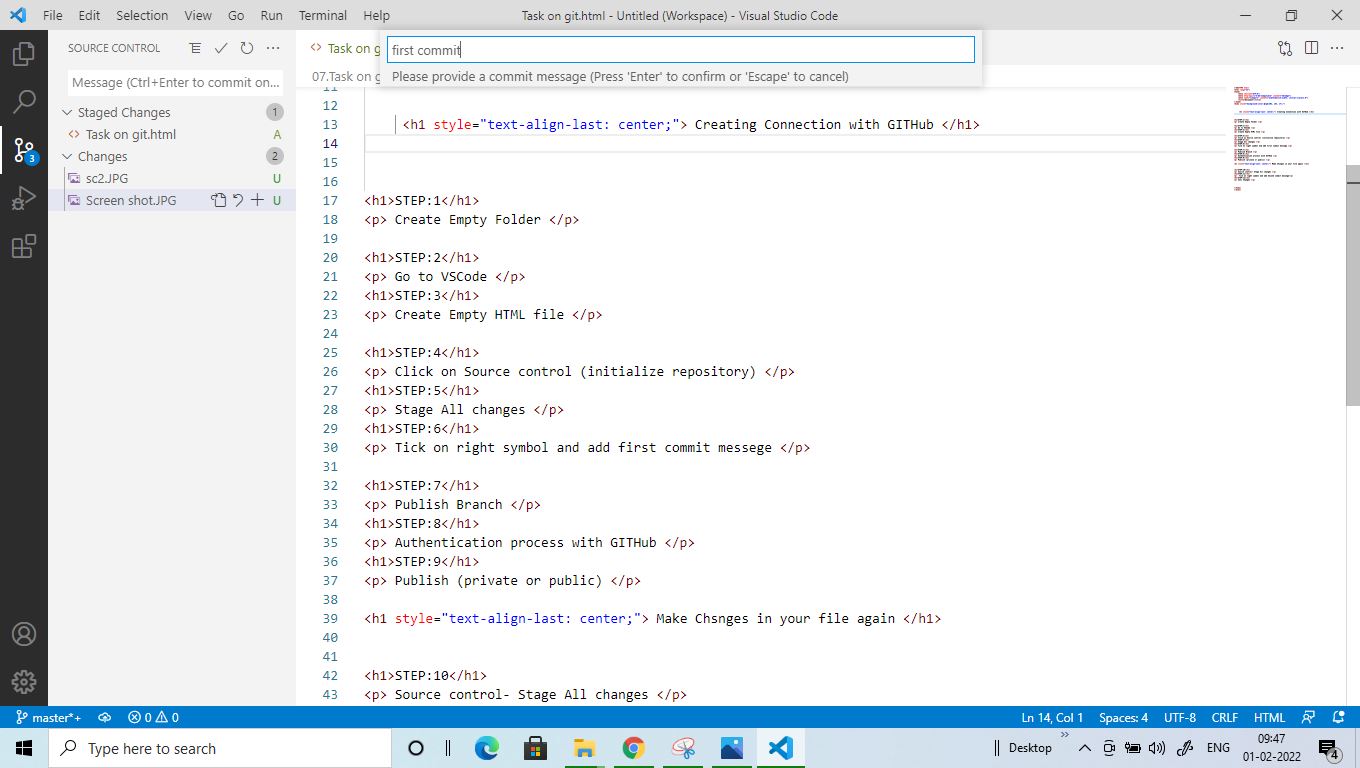 File Edit Selection View Go Run Terminal Help Task on git.html - Untitled (Workspace) - Visual Studio Code
SOURCE CONTROL
Message (Ctrl+Enter to commit on...
Staged Changes 1
Task on git.html A
Changes 2
sc2.JPG U
Screen shot.JPG U
3
Task on g
07.Task on g
first commit
Please provide a commit message (Press 'Enter' to confirm or 'Escape' to cancel)
11
12
13 <h1 style="text-align-last: center;"> Creating Connection with GITHub </h1>
14
15
16
17 <h1>STEP:1</h1>
18 <p> Create Empty Folder </p>
19
20 <h1>STEP:2</h1>
21 <p> Go to VSCode </p>
22 <h1>STEP:3</h1>
23 <p> Create Empty HTML file </p>
24
25 <h1>STEP:4</h1>
26 <p> Click on Source control (initialize repository) </p>
27 <h1>STEP:5</h1>
28 <p> Stage All changes </p>
29 <h1>STEP:6</h1>
30 <p> Tick on right symbol and add first commit messege </p>
31
32 <h1>STEP:7</h1>
33 <p> Publish Branch </p>
34 <h1>STEP:8</h1>
35 <p> Authentication process with GITHub </p>
36 <h1>STEP:9</h1>
37 <p> Publish (private or public) </p>
38
39 <h1 style="text-align-last: center;"> Make Chsnges in your file again </h1>
40
41
42 <h1>STEP:10</h1>
43 <p> Source control- Stage All changes </p>
master*+ 0 0 Ln 14, Col 1 Spaces: 4 UTF-8 CRLF HTML
Type here to search
Desktop
ENG
09:47
01-02-2022
4